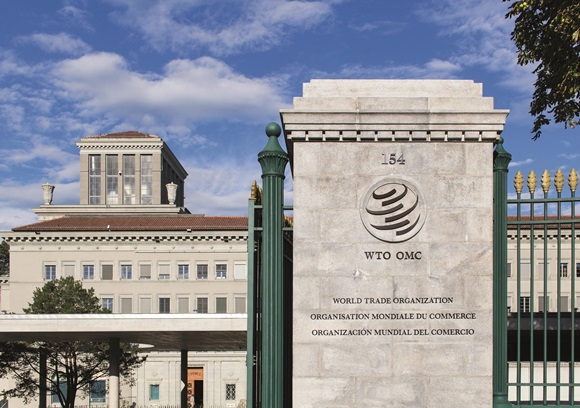 154
WTO OMC
WORLD TRADE ORGANIZATION
ORGANISATION MONDIALE DU COMMERCE
ORGANIZACIÓN MUNDIAL DEL COMERCIO